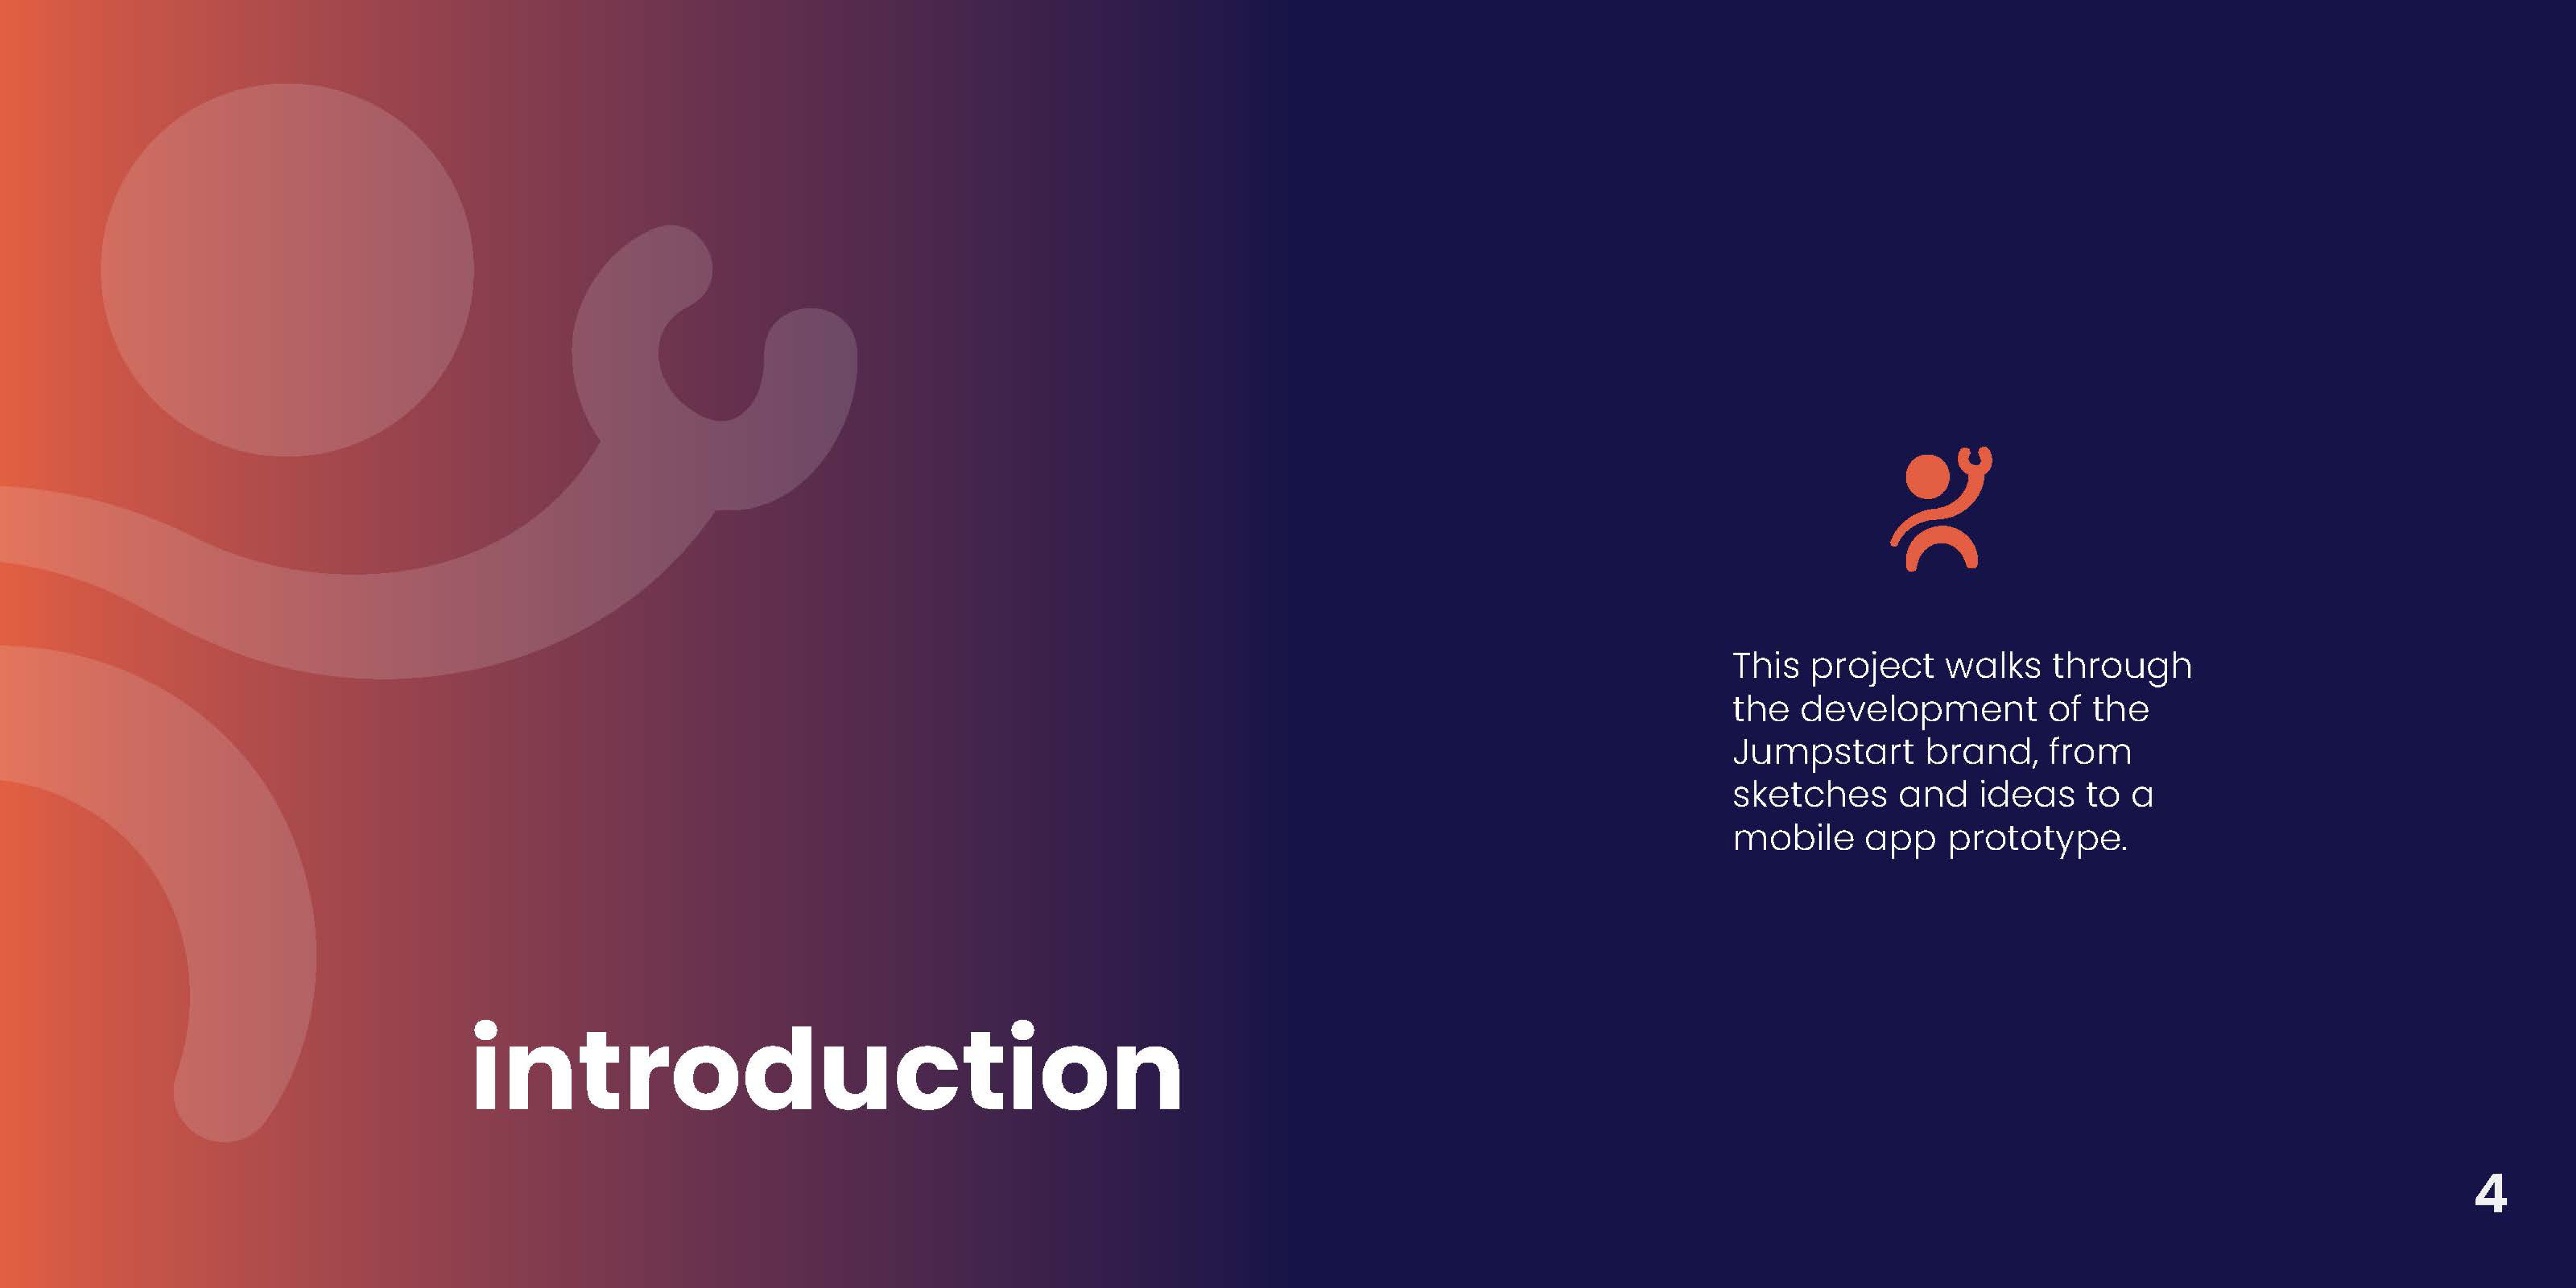 introduction
This project walks through
the development of the
Jumpstart brand, from
sketches and ideas to a
mobile app prototype.
4